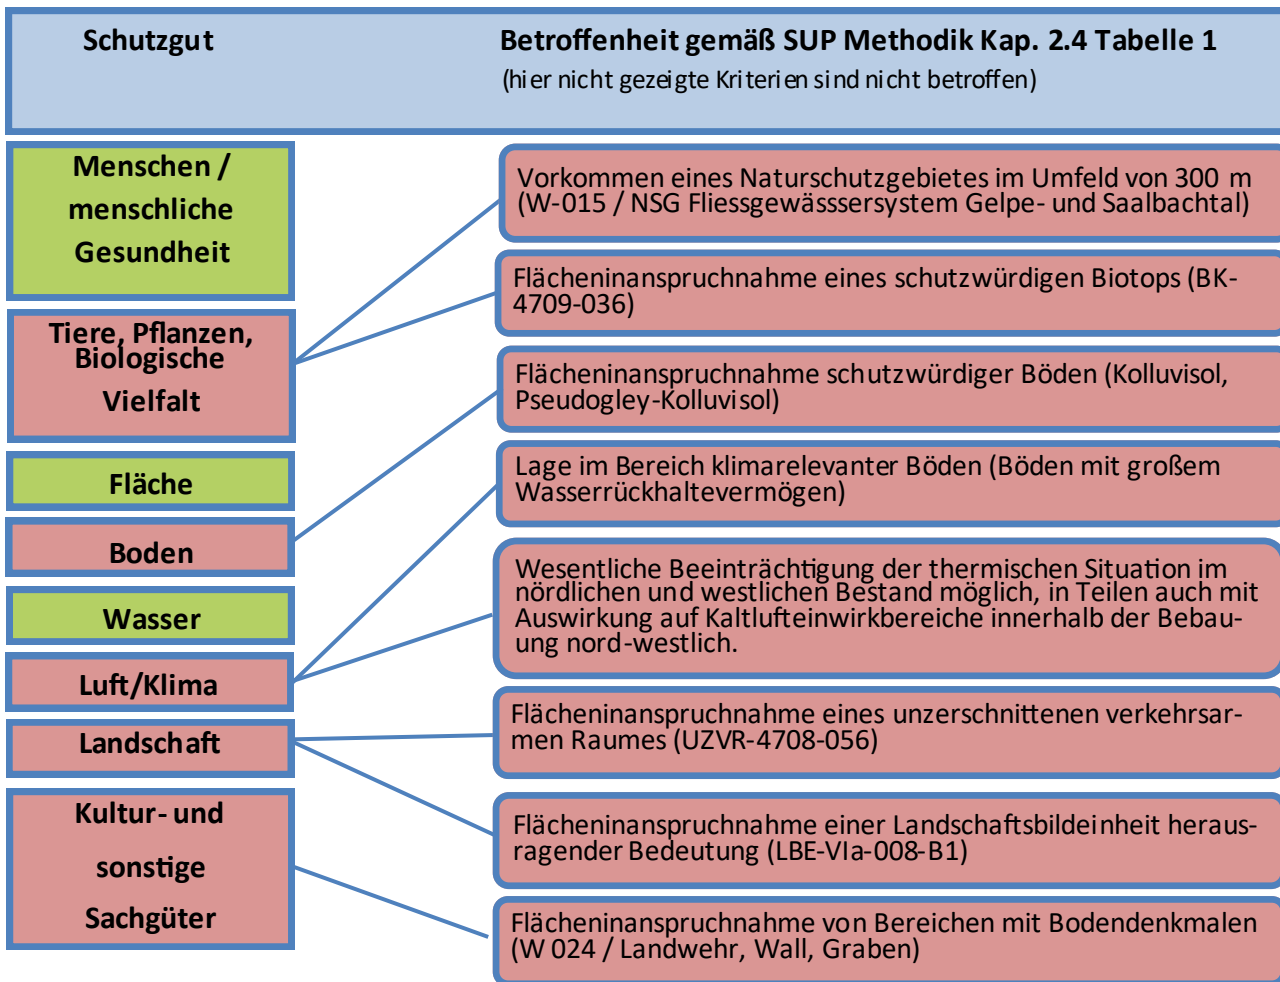 Schutzgut
Betroffenheit gemäß SUP Methodik Kap. 2.4 Tabelle 1
(hier nicht gezeigte Kriterien sind nicht betroffen)
Menschen /
menschliche
Gesundheit
Tiere, Pflanzen,
Biologische
Vielfalt
Fläche
Boden
Wasser
Luft/Klima
Landschaft
Kultur- und
sonstige
Sachgüter
Vorkommen eines Naturschutzgebietes im Umfeld von 300 m
(W-015 / NSG Fliessgewässsersystem Gelpe- und Saalbachtal)
Flächeninanspruchnahme eines schutzwürdigen Biotops (BK-
4709-036)
Flächeninanspruchnahme schutzwürdiger Böden (Kolluvisol,
Pseudogley-Kolluvisol)
Lage im Bereich klimarelevanter Böden (Böden mit großem
Wasserrückhaltevermögen)
Wesentliche Beeinträchtigung der thermischen Situation im
nördlichen und westlichen Bestand möglich, in Teilen auch mit
Auswirkung auf Kaltlufteinwirkbereiche innerhalb der Bebau-
ung nord-westlich.
Flächeninanspruchnahme eines unzerschnittenen verkehrsar-
men Raumes (UZVR-4708-056)
Flächeninanspruchnahme einer Landschaftsbildeinheit heraus-
ragender Bedeutung (LBE-VIa-008-B1)
Flächeninanspruchnahme von Bereichen mit Bodendenkmalen
(W 024 / Landwehr, Wall, Graben)